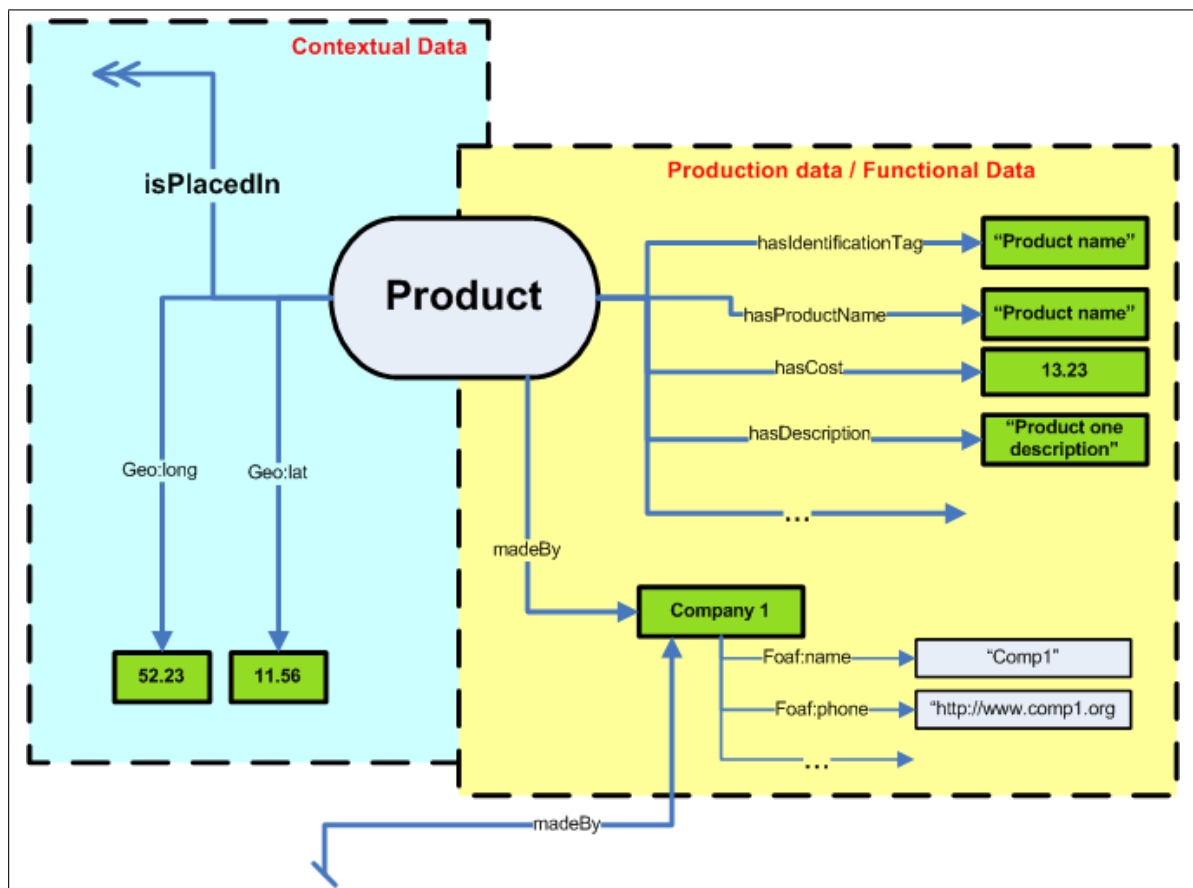 Contextual Data
isPlacedIn
Product
Geo:long
Geo:lat
52.23
11.56
Production data / Functional Data
hasIdentificationTag
“Product name”
hasProductName
“Product name”
hasCost
13.23
hasDescription
“Product one
description”
...
madeBy
Company 1
Foaf:name
“Comp1”
Foaf:phone
“http://www.comp1.org
...
madeBy